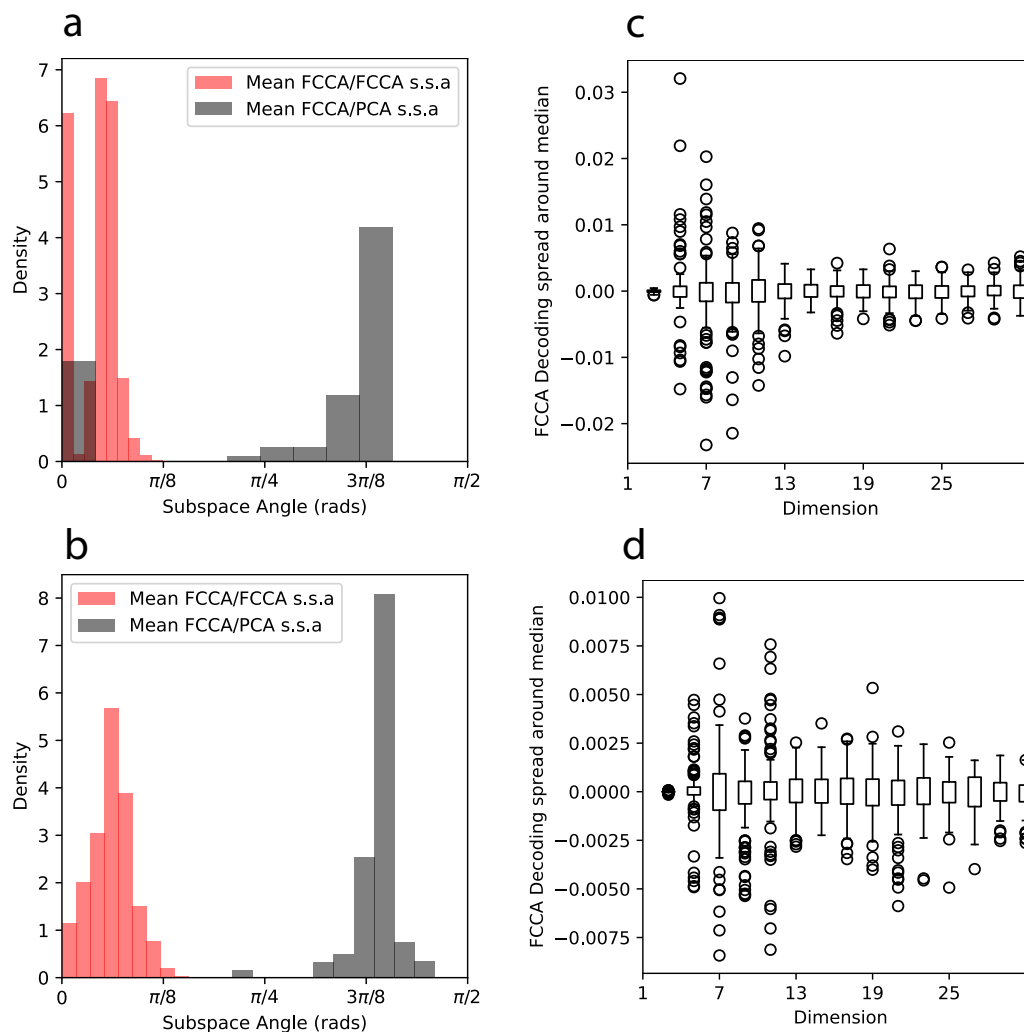 a
7
6
5
4
3
2
1
0
Density
Mean FCCA/FCCA s.s.a
Mean FCCA/PCA s.s.a
0
π/8
π/4
3π/8
π/2
Subspace Angle (rads)
c
0.03
0.02
0.01
0.00
−0.01
−0.02
FCCA Decoding spread around median
1
7
13
19
25
Dimension
b
8
7
6
5
4
3
2
1
0
Density
Mean FCCA/FCCA s.s.a
Mean FCCA/PCA s.s.a
0
π/8
π/4
3π/8
π/2
Subspace Angle (rads)
d
0.0100
0.0075
0.0050
0.0025
0.0000
−0.0025
−0.0050
−0.0075
FCCA Decoding spread around median
1
7
13
19
25
Dimension